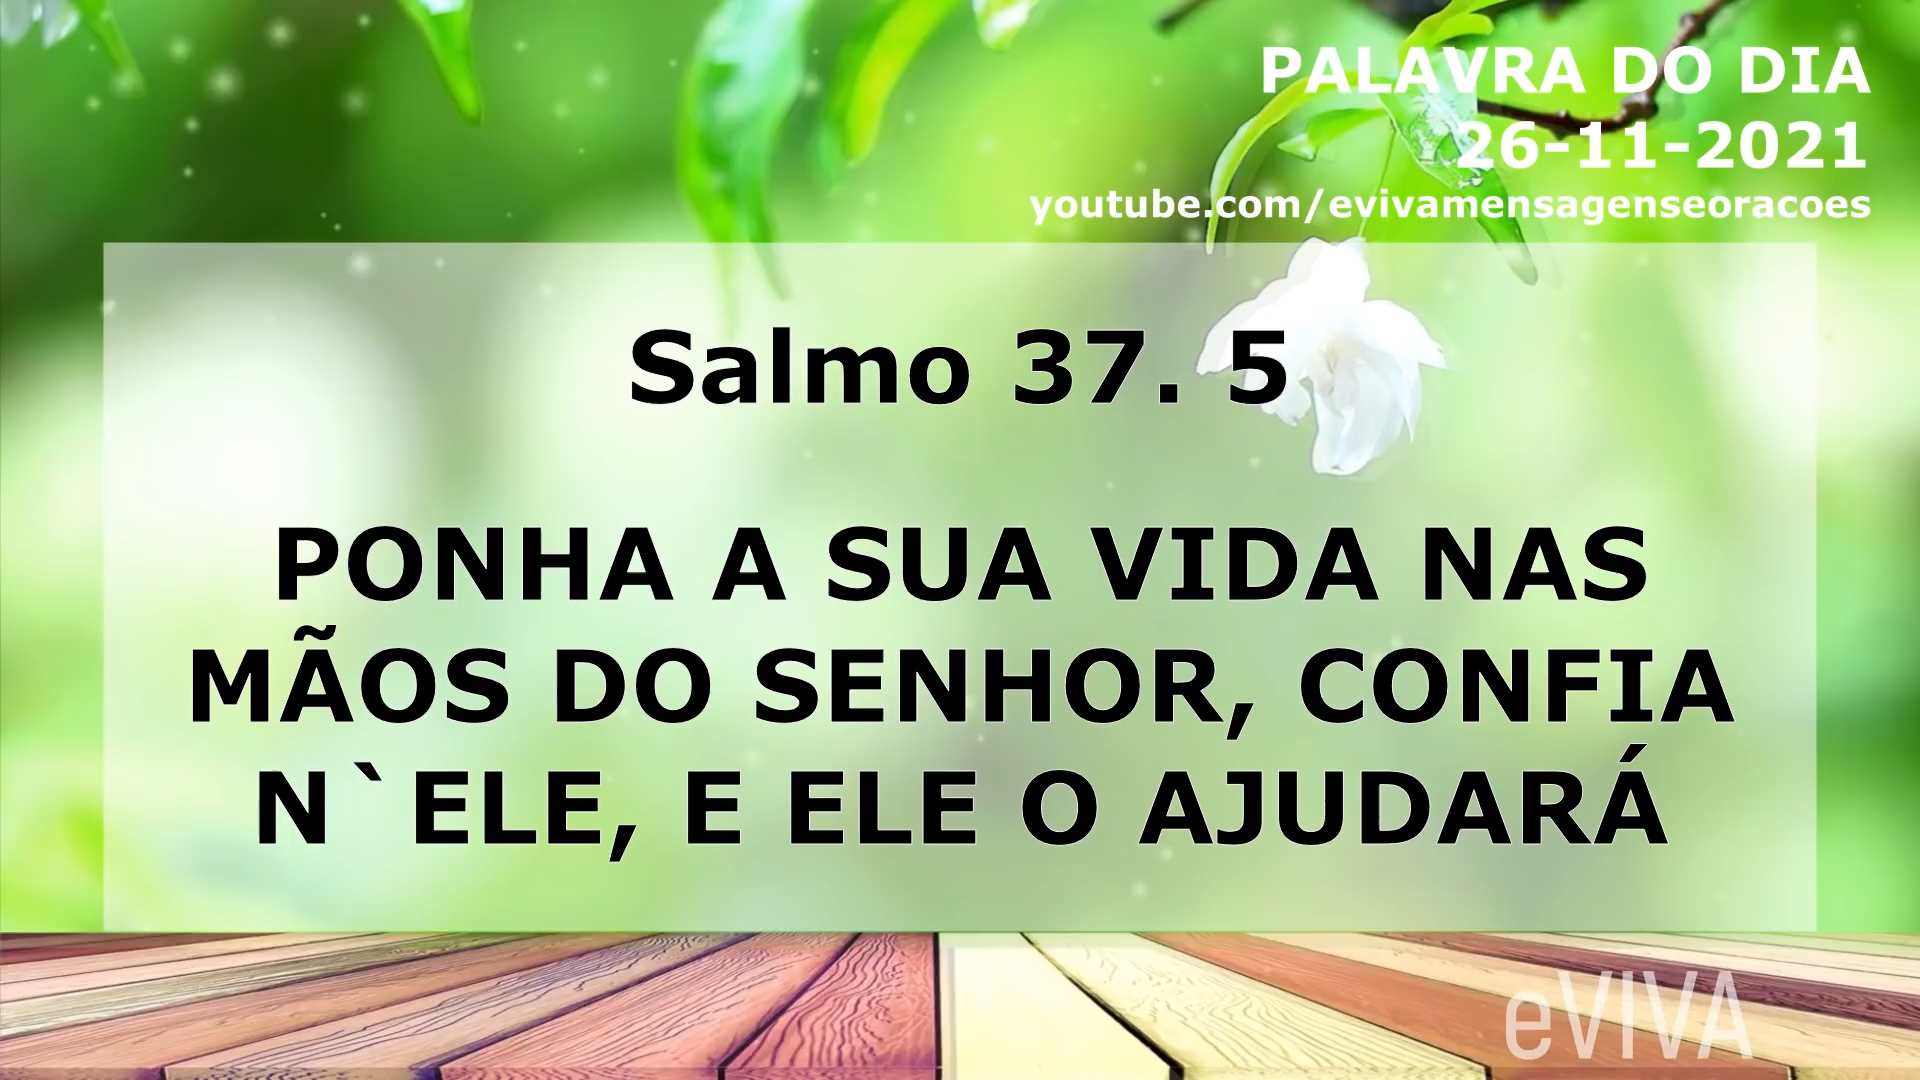 PALAVRA DO DIA
26-11-2021
youtube.com/evivamensagenseoracoes
Salmo 37. 5
PONHA A SUA VIDA NAS
MÃOS DO SENHOR, CONFIA
N`ELE, E ELE O AJUDARÁ
eVIVA